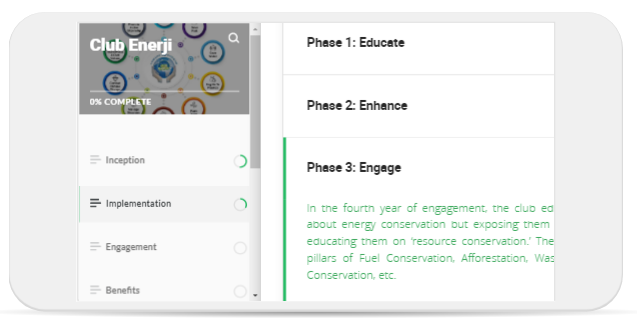 Club Enerji
0% COMPLETE
Inception
Implementation
Engagement
Benefits
Phase 1: Educate
Phase 2: Enhance
Phase 3: Engage
In the fourth year of engagement, the club ed
about energy conservation but exposing them
educating them on 'resource conservation.' The
pillars of Fuel Conservation, Afforestation, Was
Conservation, etc.